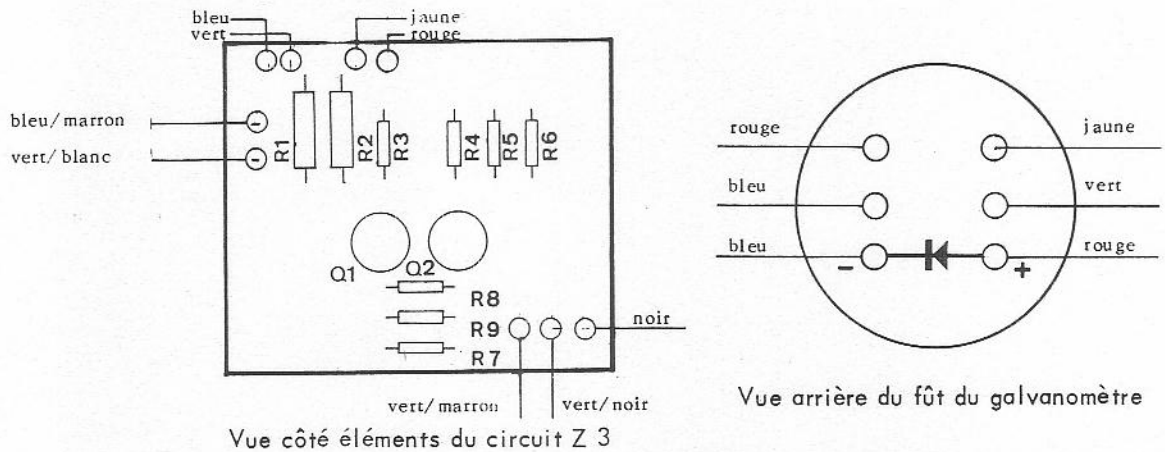 bleu
vert
jaune
rouge
bleu/marron
vert/blanc
R1
R2
R3
R4
R5
R6
Q1
Q2
R8
R9
R7
noir
vert/marron
vert/noir
Vue côté éléments du circuit Z 3
rouge
jaune
bleu
vert
bleu
rouge
-
+
Vue arrière du fût du galvanomètre